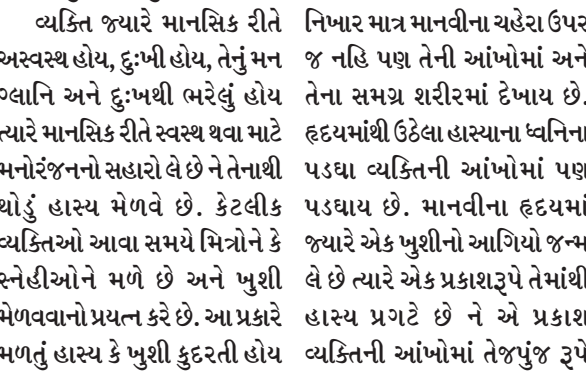 વ્યક્તિ જ્યારે માનસિક રીતે
અસ્વસ્થ હોય, દુઃખી હોય, તેનું મન
ગ્લાનિ અને દુઃખથી ભરેલું હોય
ત્યારે માનસિક રીતે સ્વસ્થ થવા માટે
મનોરંજનનો સહારો લે છે ને તેનાથી
થોડું હાસ્ય મેળવે છે. કેટલીક
વ્યક્તિઓ આવા સમયે મિત્રોને કે
સ્નેહીઓને મળે છે અને ખુશી
મેળવવાનો પ્રયત્ન કરે છે. આ પ્રકારે
મળતું હાસ્ય કે ખુશી કુદરતી હોય
નિખાર માત્ર માનવીના ચહેરા ઉપર
જ નહિ પણ તેની આંખોમાં અને
તેના સમગ્ર શરીરમાં દેખાય છે.
હૃદયમાંથી ઉઠેલા હાસ્યાના ધ્વનિના
પડઘા વ્યક્તિની આંખોમાં પણ
પડઘાય છે. માનવીના હૃદયમાં
જ્યારે એક ખુશીનો આગિયો જન્મ
લે છે ત્યારે એક પ્રકાશરૂપે તેમાંથી
હાસ્ય પ્રગટે છે ને એ પ્રકાશ
વ્યક્તિની આંખોમાં તેજપુંજ રૂપે